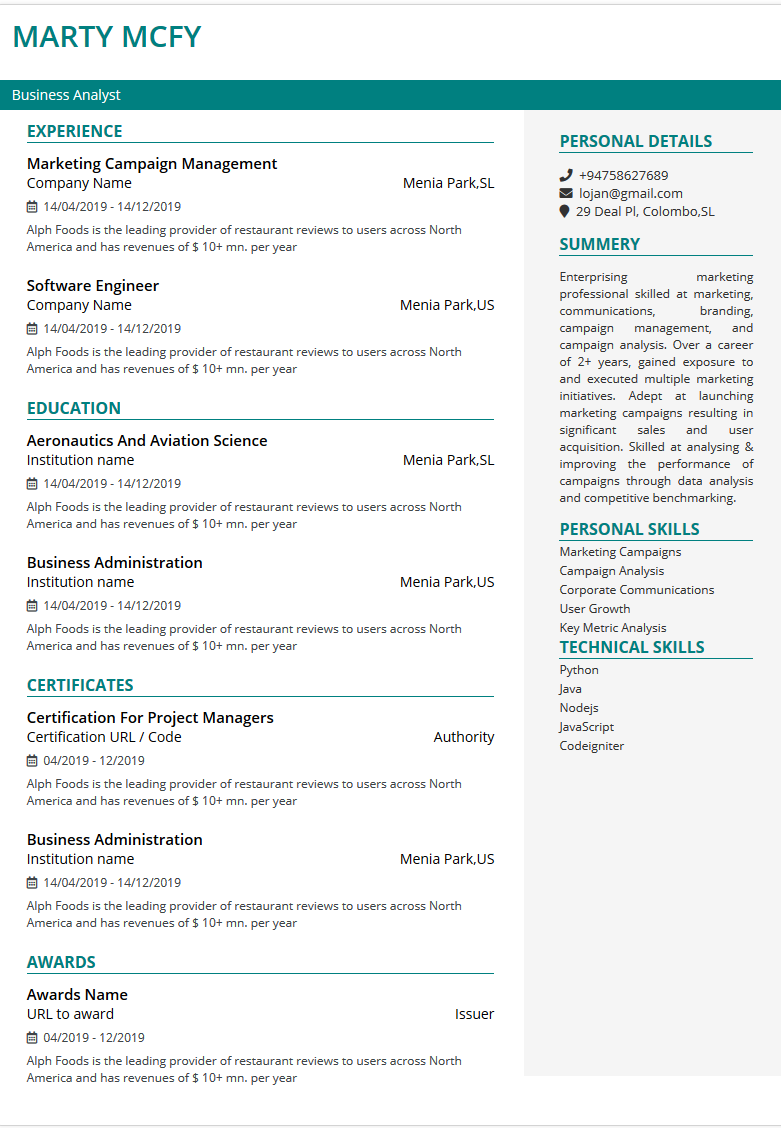 MARTY MCFY
Business Analyst
EXPERIENCE
Marketing Campaign Management
Company Name Menia Park,SL
14/04/2019 - 14/12/2019
Alph Foods is the leading provider of restaurant reviews to users across North
America and has revenues of $ 10+ mn. per year
Software Engineer
Company Name Menia Park,US
14/04/2019 - 14/12/2019
Alph Foods is the leading provider of restaurant reviews to users across North
America and has revenues of $ 10+ mn. per year
EDUCATION
Aeronautics And Aviation Science
Institution name Menia Park,SL
14/04/2019 - 14/12/2019
Alph Foods is the leading provider of restaurant reviews to users across North
America and has revenues of $ 10+ mn. per year
Business Administration
Institution name Menia Park,US
14/04/2019 - 14/12/2019
Alph Foods is the leading provider of restaurant reviews to users across North
America and has revenues of $ 10+ mn. per year
CERTIFICATES
Certification For Project Managers
Certification URL / Code Authority
04/2019 - 12/2019
Alph Foods is the leading provider of restaurant reviews to users across North
America and has revenues of $ 10+ mn. per year
Business Administration
Institution name Menia Park,US
14/04/2019 - 14/12/2019
Alph Foods is the leading provider of restaurant reviews to users across North
America and has revenues of $ 10+ mn. per year
AWARDS
Awards Name
URL to award Issuer
04/2019 - 12/2019
Alph Foods is the leading provider of restaurant reviews to users across North
America and has revenues of $ 10+ mn. per year
PERSONAL DETAILS
+94758627689
lojan@gmail.com
29 Deal Pl, Colombo,SL
SUMMERY
Enterprising marketing
professional skilled at marketing,
communications, branding,
campaign management, and
campaign analysis. Over a career
of 2+ years, gained exposure to
and executed multiple marketing
initiatives. Adept at launching
marketing campaigns resulting in
significant sales and user
acquisition. Skilled at analysing &
improving the performance of
campaigns through data analysis
and competitive benchmarking.
PERSONAL SKILLS
Marketing Campaigns
Campaign Analysis
Corporate Communications
User Growth
Key Metric Analysis
TECHNICAL SKILLS
Python
Java
Nodejs
JavaScript
Codeigniter